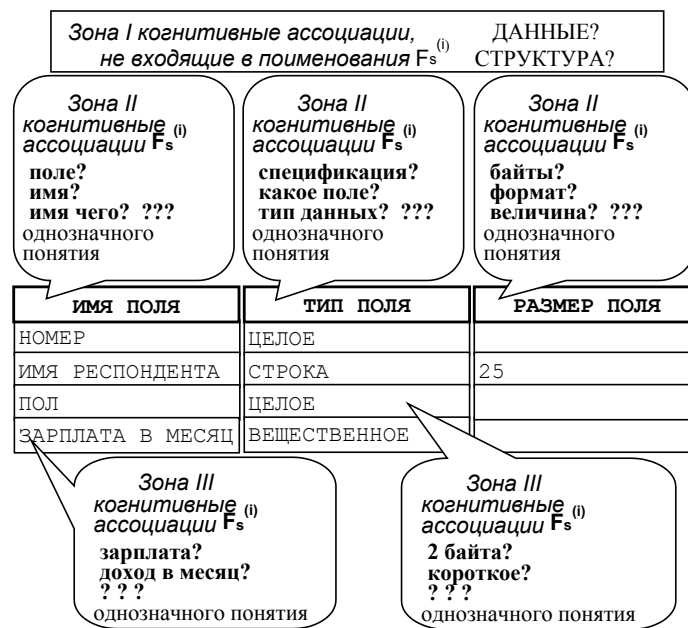 Зона I когнитивные ассоциации, ДАННЫЕ?
не входящие в поименования Fs (i) СТРУКТУРА?
Зона II
когнитивные
ассоциации Fs (i)
поле?
имя?
имя чего? ???
однозначного
понятия
Зона II
когнитивные
ассоциации Fs (i)
спецификация?
какое поле?
тип данных? ???
однозначного
понятия
Зона II
когнитивные
ассоциации Fs (i)
байты?
формат?
величина? ???
однозначного
понятия
ИМЯ ПОЛЯ ТИП ПОЛЯ РАЗМЕР ПОЛЯ
НОМЕР ЦЕЛОЕ
ИМЯ РЕСПОНДЕНТА СТРОКА 25
ПОЛ ЦЕЛОЕ
ЗАРПЛАТА В МЕСЯЦ ВЕЩЕСТВЕННОЕ
Зона III
когнитивные
ассоциации Fs (i)
зарплата?
доход в месяц?
? ? ?
однозначного понятия
Зона III
когнитивные
ассоциации Fs (i)
2 байта?
короткое?
? ? ?
однозначного понятия